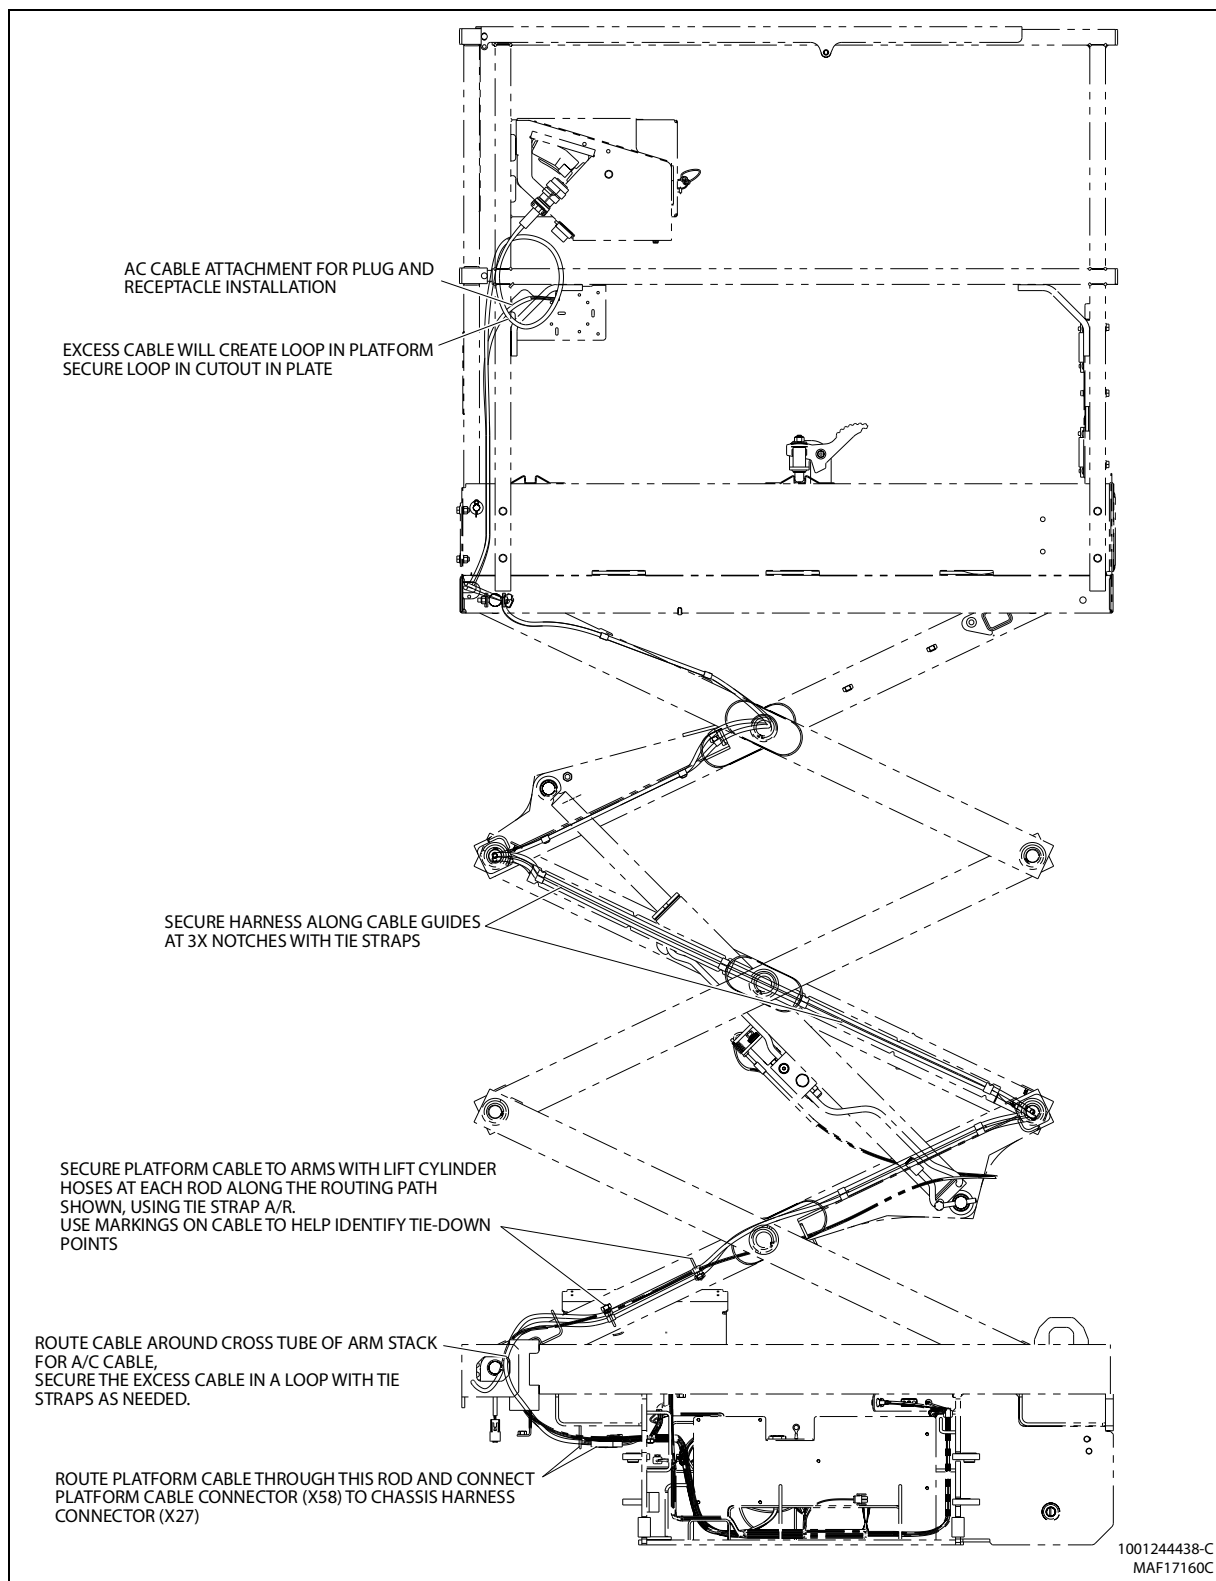 AC CABLE ATTACHMENT FOR PLUG AND
RECEPTACLE INSTALLATION
EXCESS CABLE WILL CREATE LOOP IN PLATFORM
SECURE LOOP IN CUTOUT IN PLATE
SECURE HARNESS ALONG CABLE GUIDES
AT 3X NOTCHES WITH TIE STRAPS
SECURE PLATFORM CABLE TO ARMS WITH LIFT CYLINDER
HOSES AT EACH ROD ALONG THE ROUTING PATH
SHOWN, USING TIE STRAP A/R.
USE MARKINGS ON CABLE TO HELP IDENTIFY TIE-DOWN
POINTS
ROUTE CABLE AROUND CROSS TUBE OF ARM STACK
FOR A/C CABLE,
SECURE THE EXCESS CABLE IN A LOOP WITH TIE
STRAPS AS NEEDED.
ROUTE PLATFORM CABLE THROUGH THIS ROD AND CONNECT
PLATFORM CABLE CONNECTOR (X58) TO CHASSIS HARNESS
CONNECTOR (X27)
1001244438-C
MAF17160C